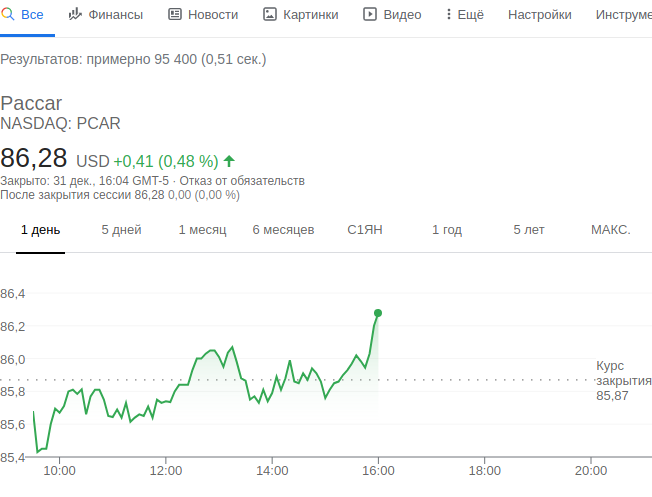 Все Финансы Новости Картинки Видео Ещё Настройки Инструме
Результатов: примерно 95 400 (0,51 сек.)
Paccar
NASDAQ: PCAR
86,28 USD +0,41 (0,48 %)
Закрыто: 31 дек., 16:04 GMT-5 · Отказ от обязательств
После закрытия сессии 86,28 0,00 (0,00 %)
1 день 5 дней 1 месяц 6 месяцев С1ЯН 1 год 5 лет МАКС.
86,4
86,2
86,0
Курс
закрытия
85,87
85,8
85,6
85,4
10:00 12:00 14:00 16:00 18:00 20:00